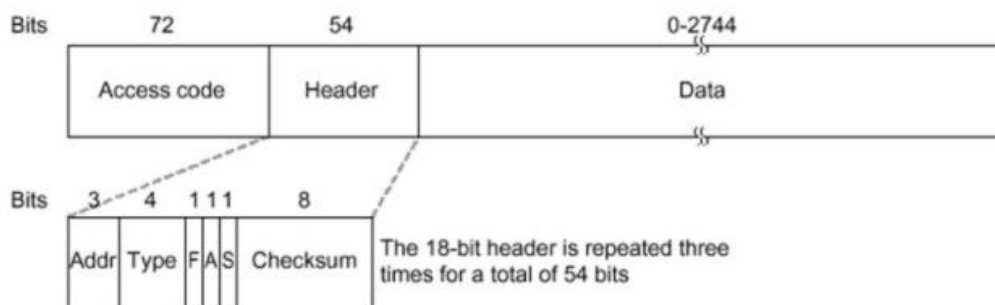 Bits 72 54 0-2744
Access code Header Data
Bits 3 4 1 1 1 8
Addr Type F A S Checksum
The 18-bit header is repeated three
times for a total of 54 bits